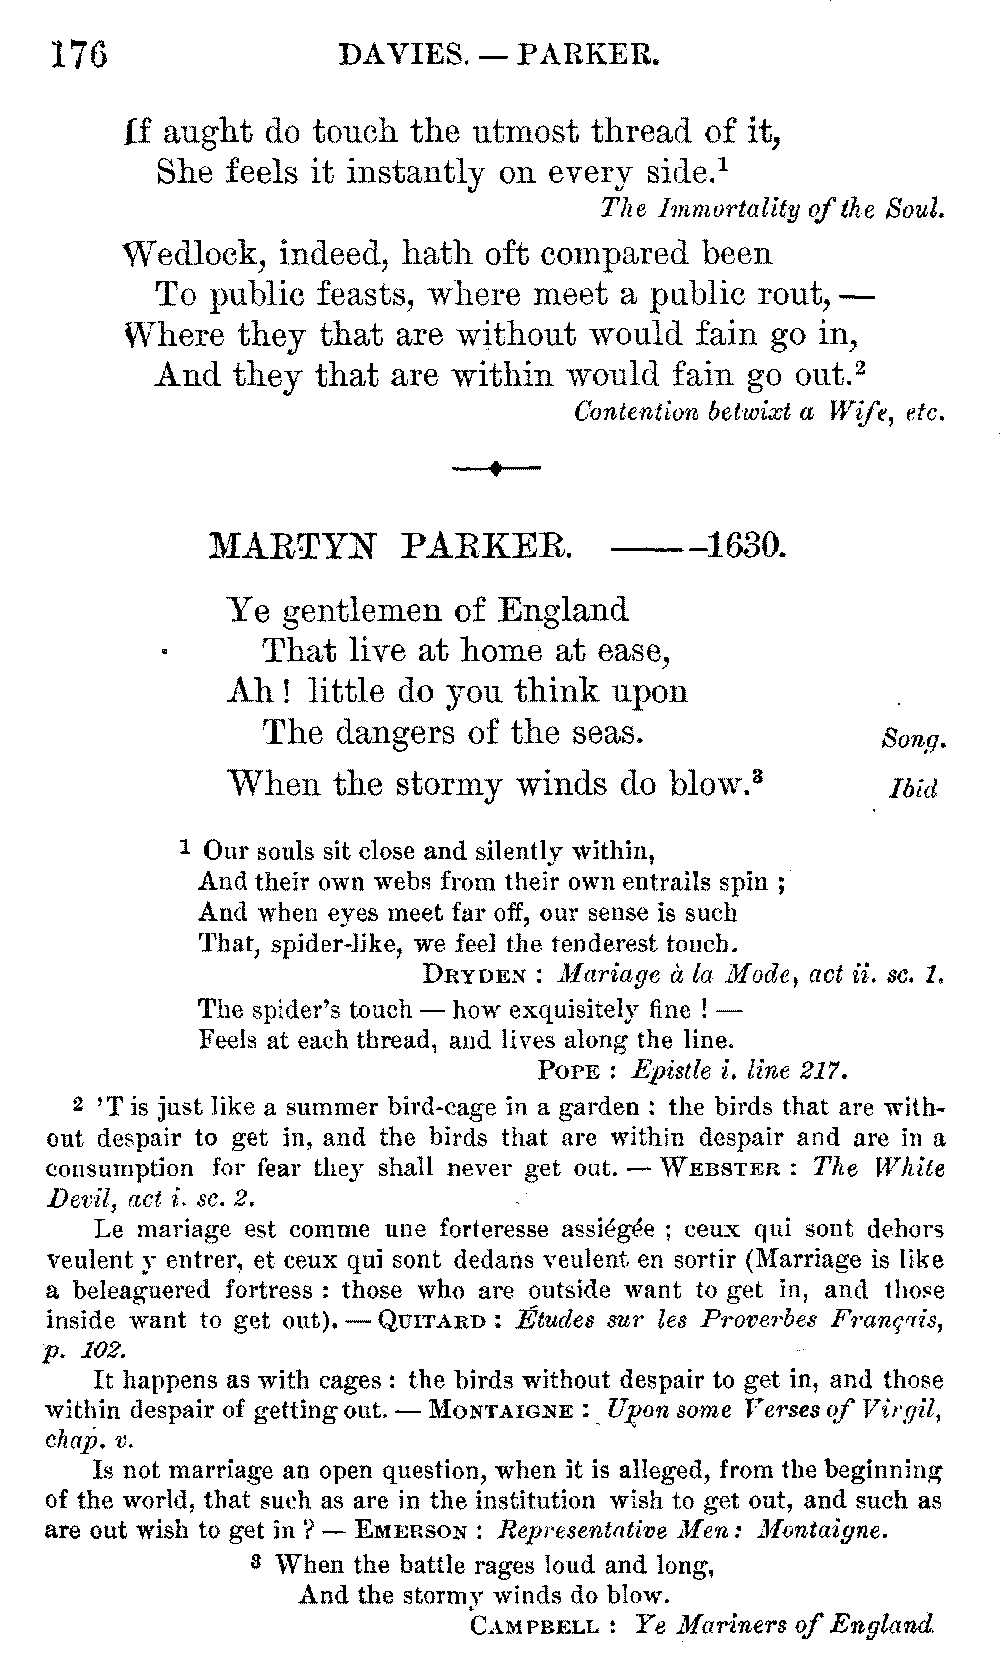 176 DAVIES. — PARKER.
If aught do touch the utmost thread of it,
She feels it instantly on every side.¹
The Immortality of the Soul.
Wedlock, indeed, hath oft compared been
To public feasts, where meet a public rout, —
Where they that are without would fain go in,
And they that are within would fain go out.²
Contention betwixt a Wife, etc.
MARTYN PARKER. ——-1630.
Ye gentlemen of England
That live at home at ease,
Ah! little do you think upon
The dangers of the seas. Song.
When the stormy winds do blow.³ Ibid
¹ Our souls sit close and silently within,
And their own webs from their own entrails spin ;
And when eyes meet far off, our sense is such
That, spider-like, we feel the tenderest touch.
DRYDEN : Mariage à la Mode, act ii. sc. 1.
The spider's touch — how exquisitely fine ! —
Feels at each thread, and lives along the line.
POPE : Epistle i. line 217.
² 'T is just like a summer bird-cage in a garden : the birds that are with-
out despair to get in, and the birds that are within despair and are in a
consumption for fear they shall never get out. — WEBSTER : The White
Devil, act i. sc. 2.
Le mariage est comme une forteresse assiégée ; ceux qui sont dehors
veulent y entrer, et ceux qui sont dedans veulent en sortir (Marriage is like
a beleaguered fortress : those who are outside want to get in, and those
inside want to get out). — QUITARD : Études sur les Proverbes Français,
p. 102.
It happens as with cages : the birds without despair to get in, and those
within despair of getting out. — MONTAIGNE : Upon some Verses of Virgil,
chap. v.
Is not marriage an open question, when it is alleged, from the beginning
of the world, that such as are in the institution wish to get out, and such as
are out wish to get in ? — EMERSON : Representative Men : Montaigne.
³ When the battle rages loud and long,
And the stormy winds do blow.
CAMPBELL : Ye Mariners of England.